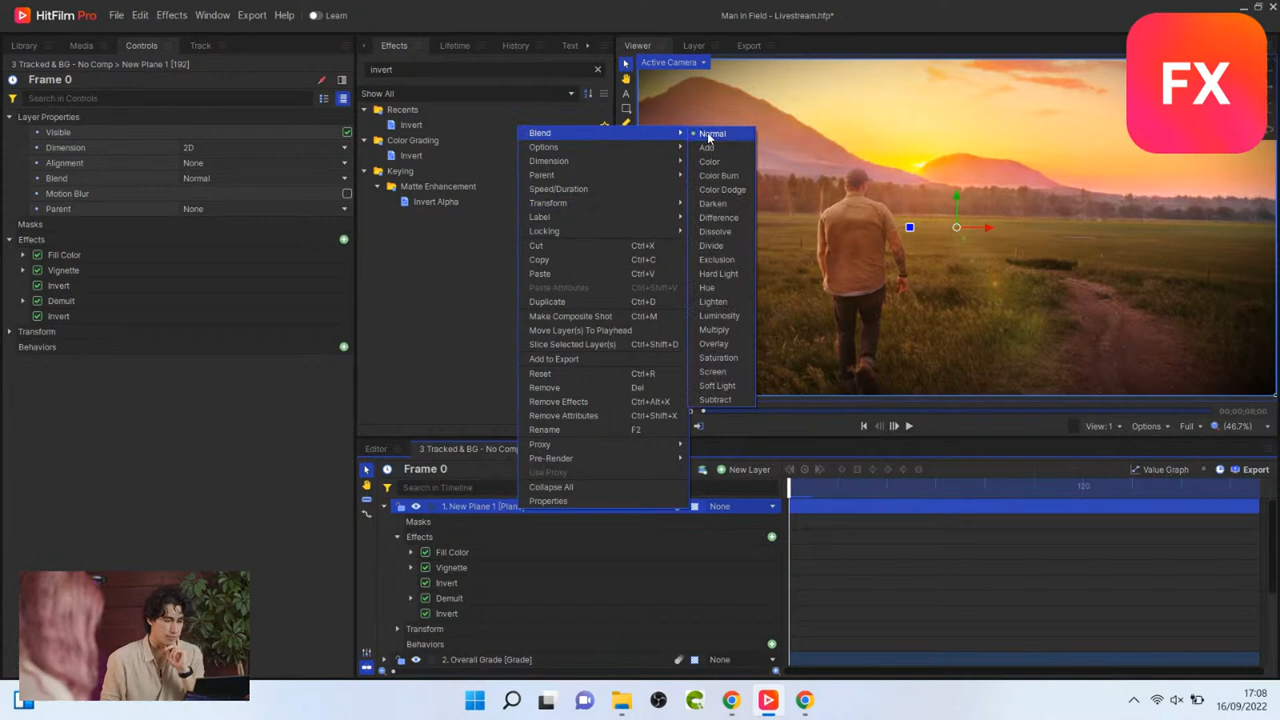 HitFilm Pro
File Edit Effects Window Export Help Learn
Man in Field - Livestream.hfp*
FX
Library Media Controls Track
3 Tracked & BG - No Comp > New Plane 1 [192]
Frame 0
Search in Controls
Layer Properties
Visible
Dimension 2D
Alignment None
Blend Normal
Motion Blur
Parent None
Masks
Effects
Fill Color
Vignette
Invert
Demult
Invert
Transform
Behaviors
Effects Lifetime History Text
invert
Show All
Recents
Invert
Color Grading
Invert
Keying
Matte Enhancement
Invert Alpha
Blend
Options
Dimension
Parent
Speed/Duration
Transform
Label
Locking
Cut Ctrl+X
Copy Ctrl+C
Paste Ctrl+V
Paste Attributes Ctrl+Shift+V
Duplicate Ctrl+D
Make Composite Shot Ctrl+M
Move Layer(s) To Playhead
Slice Selected Layer(s) Ctrl+Shift+D
Add to Export
Reset Ctrl+R
Remove Del
Remove Effects Ctrl+Alt+X
Remove Attributes Ctrl+Shift+X
Rename F2
Proxy
Pre-Render
Use Proxy
Collapse All
Properties
Normal
Add
Color
Color Burn
Color Dodge
Darken
Difference
Dissolve
Divide
Exclusion
Hard Light
Hue
Lighten
Luminosity
Multiply
Overlay
Saturation
Screen
Soft Light
Subtract
Viewer Layer Export
Active Camera
00;00;08;00
View: 1 Options Full (46.7%)
Editor 3 Tracked & BG - No Comp
Frame 0 New Layer Value Graph Export
Search in Timeline 120
1. New Plane 1 [Plan None
Masks
Effects
Fill Color
Vignette
Invert
Demult
Invert
Transform
Behaviors
2. Overall Grade [Grade] None
17:08
16/09/2022